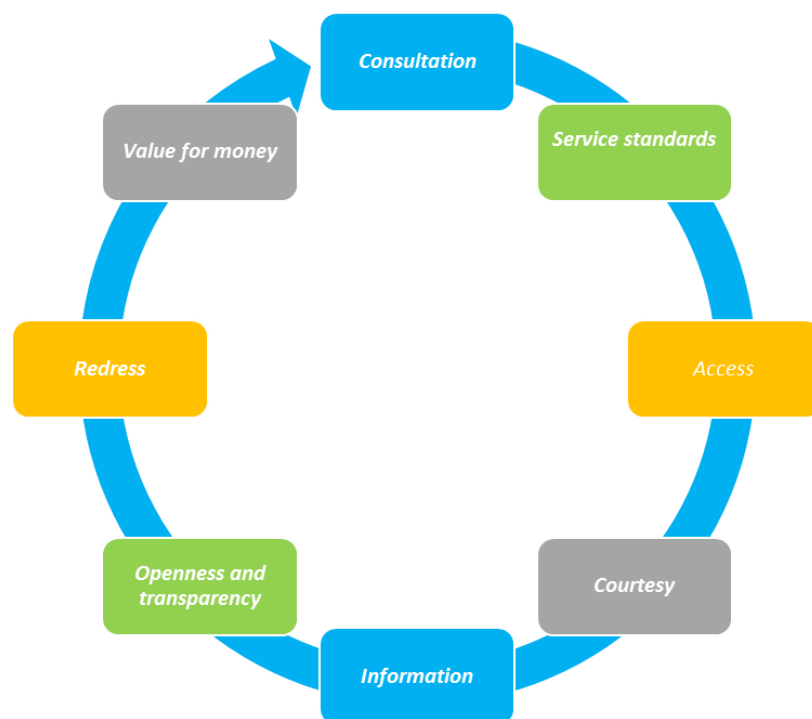 Consultation
Service standards
Access
Courtesy
Information
Openness and
transparency
Redress
Value for money